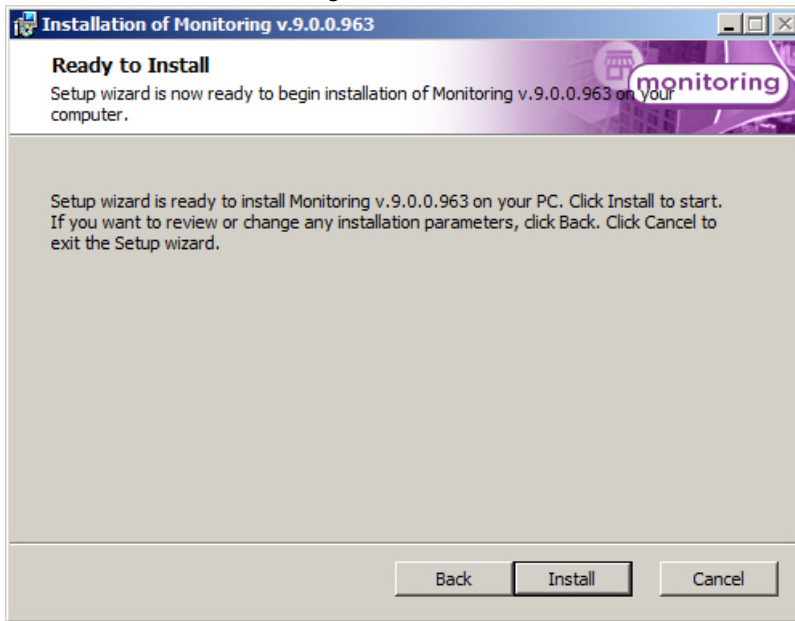 Installation of Monitoring v.9.0.0.963
Ready to Install
Setup wizard is now ready to begin installation of Monitoring v.9.0.0.963 on your
computer.
monitoring
Setup wizard is ready to install Monitoring v.9.0.0.963 on your PC. Click Install to start.
If you want to review or change any installation parameters, click Back. Click Cancel to
exit the Setup wizard.
Back Install Cancel